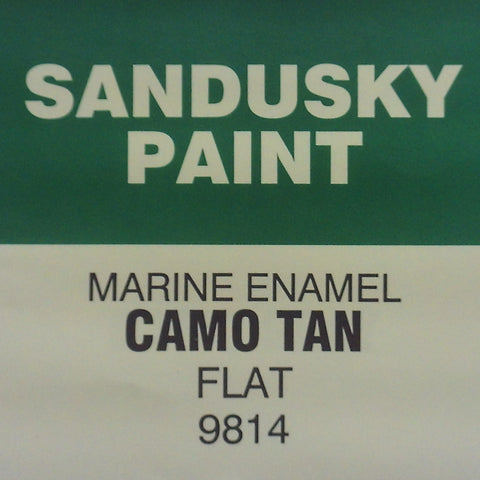 SANDUSKY
PAINT
MARINE ENAMEL
CAMO TAN
FLAT
9814